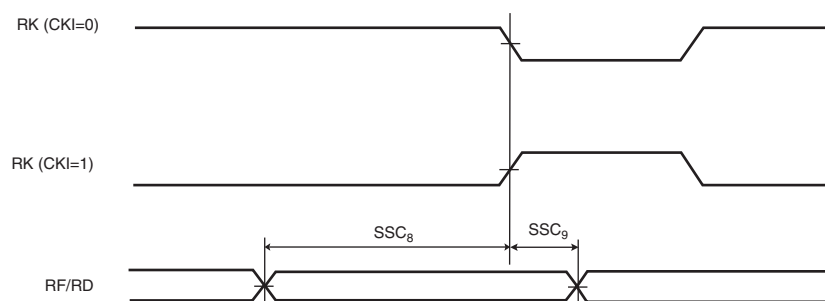 RK (CKI=0)
RK (CKI=1)
SSC8
SSC9
RF/RD